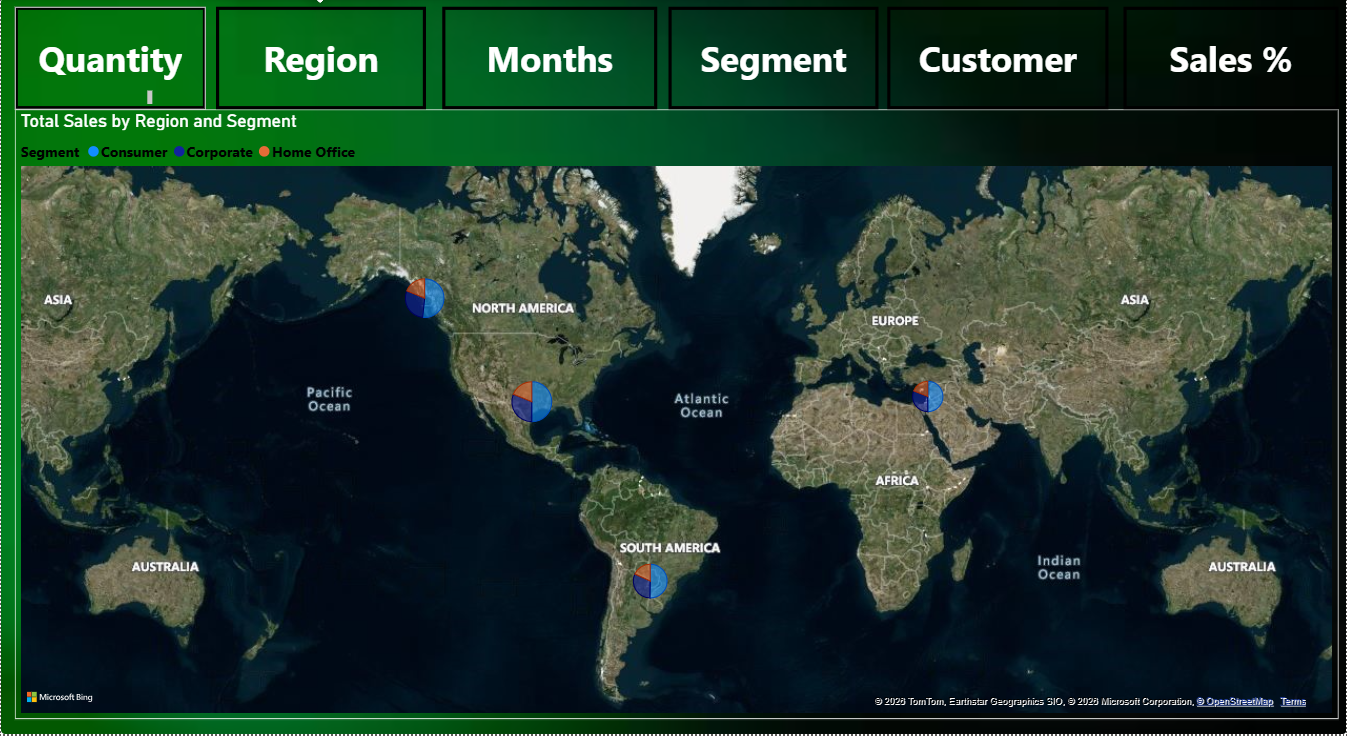 Quantity
Region
Months
Segment
Customer
Sales %
Total Sales by Region and Segment
Segment Consumer Corporate Home Office
ASIA
NORTH AMERICA
EUROPE
ASIA
Pacific
Ocean
Atlantic
Ocean
AFRICA
SOUTH AMERICA
AUSTRALIA
Indian
Ocean
AUSTRALIA
Microsoft Bing
© 2026 TomTom, Earthstar Geographics SIO, © 2026 Microsoft Corporation, © OpenStreetMap Terms